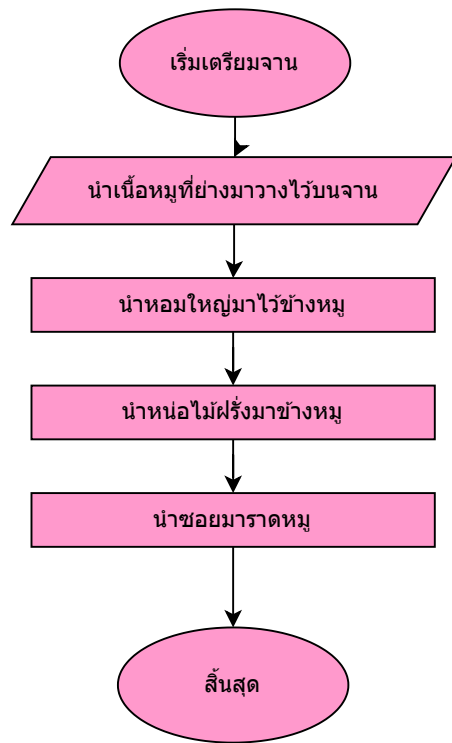 เริ่มเตรียมจาน
นำเนื้อหมูที่ย่างมาวางไว้บนจาน
นำหอมใหญ่มาไว้ข้างหมู
นำหน่อไม้ฝรั่งมาข้างหมู
นำซอยมาราดหมู
สิ้นสุด